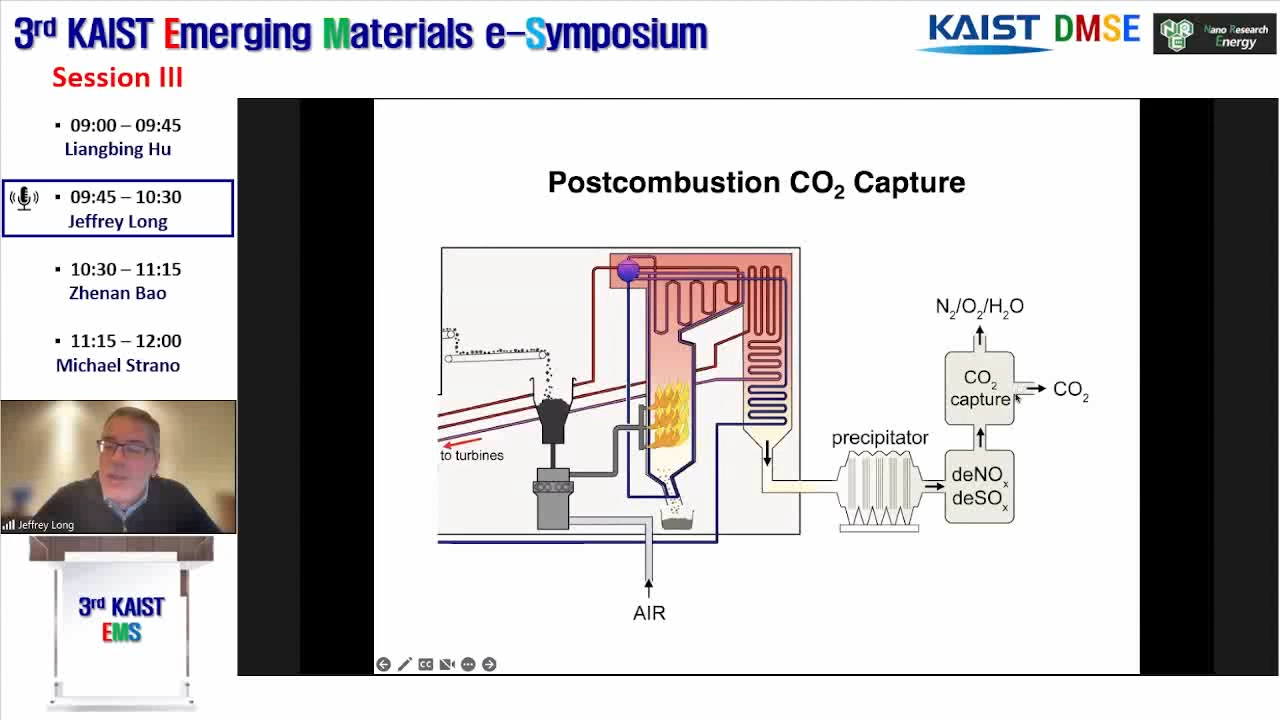 3rd KAIST Emerging Materials e-Symposium
KAIST DMSE
NRE Nano Research
Energy
Session III
▪ 09:00 – 09:45
Liangbing Hu
▪ 09:45 – 10:30
Jeffrey Long
▪ 10:30 – 11:15
Zhenan Bao
▪ 11:15 – 12:00
Michael Strano
Jeffrey Long
3rd KAIST
EMS
Postcombustion CO2 Capture
to turbines
AIR
precipitator
deNOx
deSOx
CO2
capture
N2/O2/H2O
CO2
CC